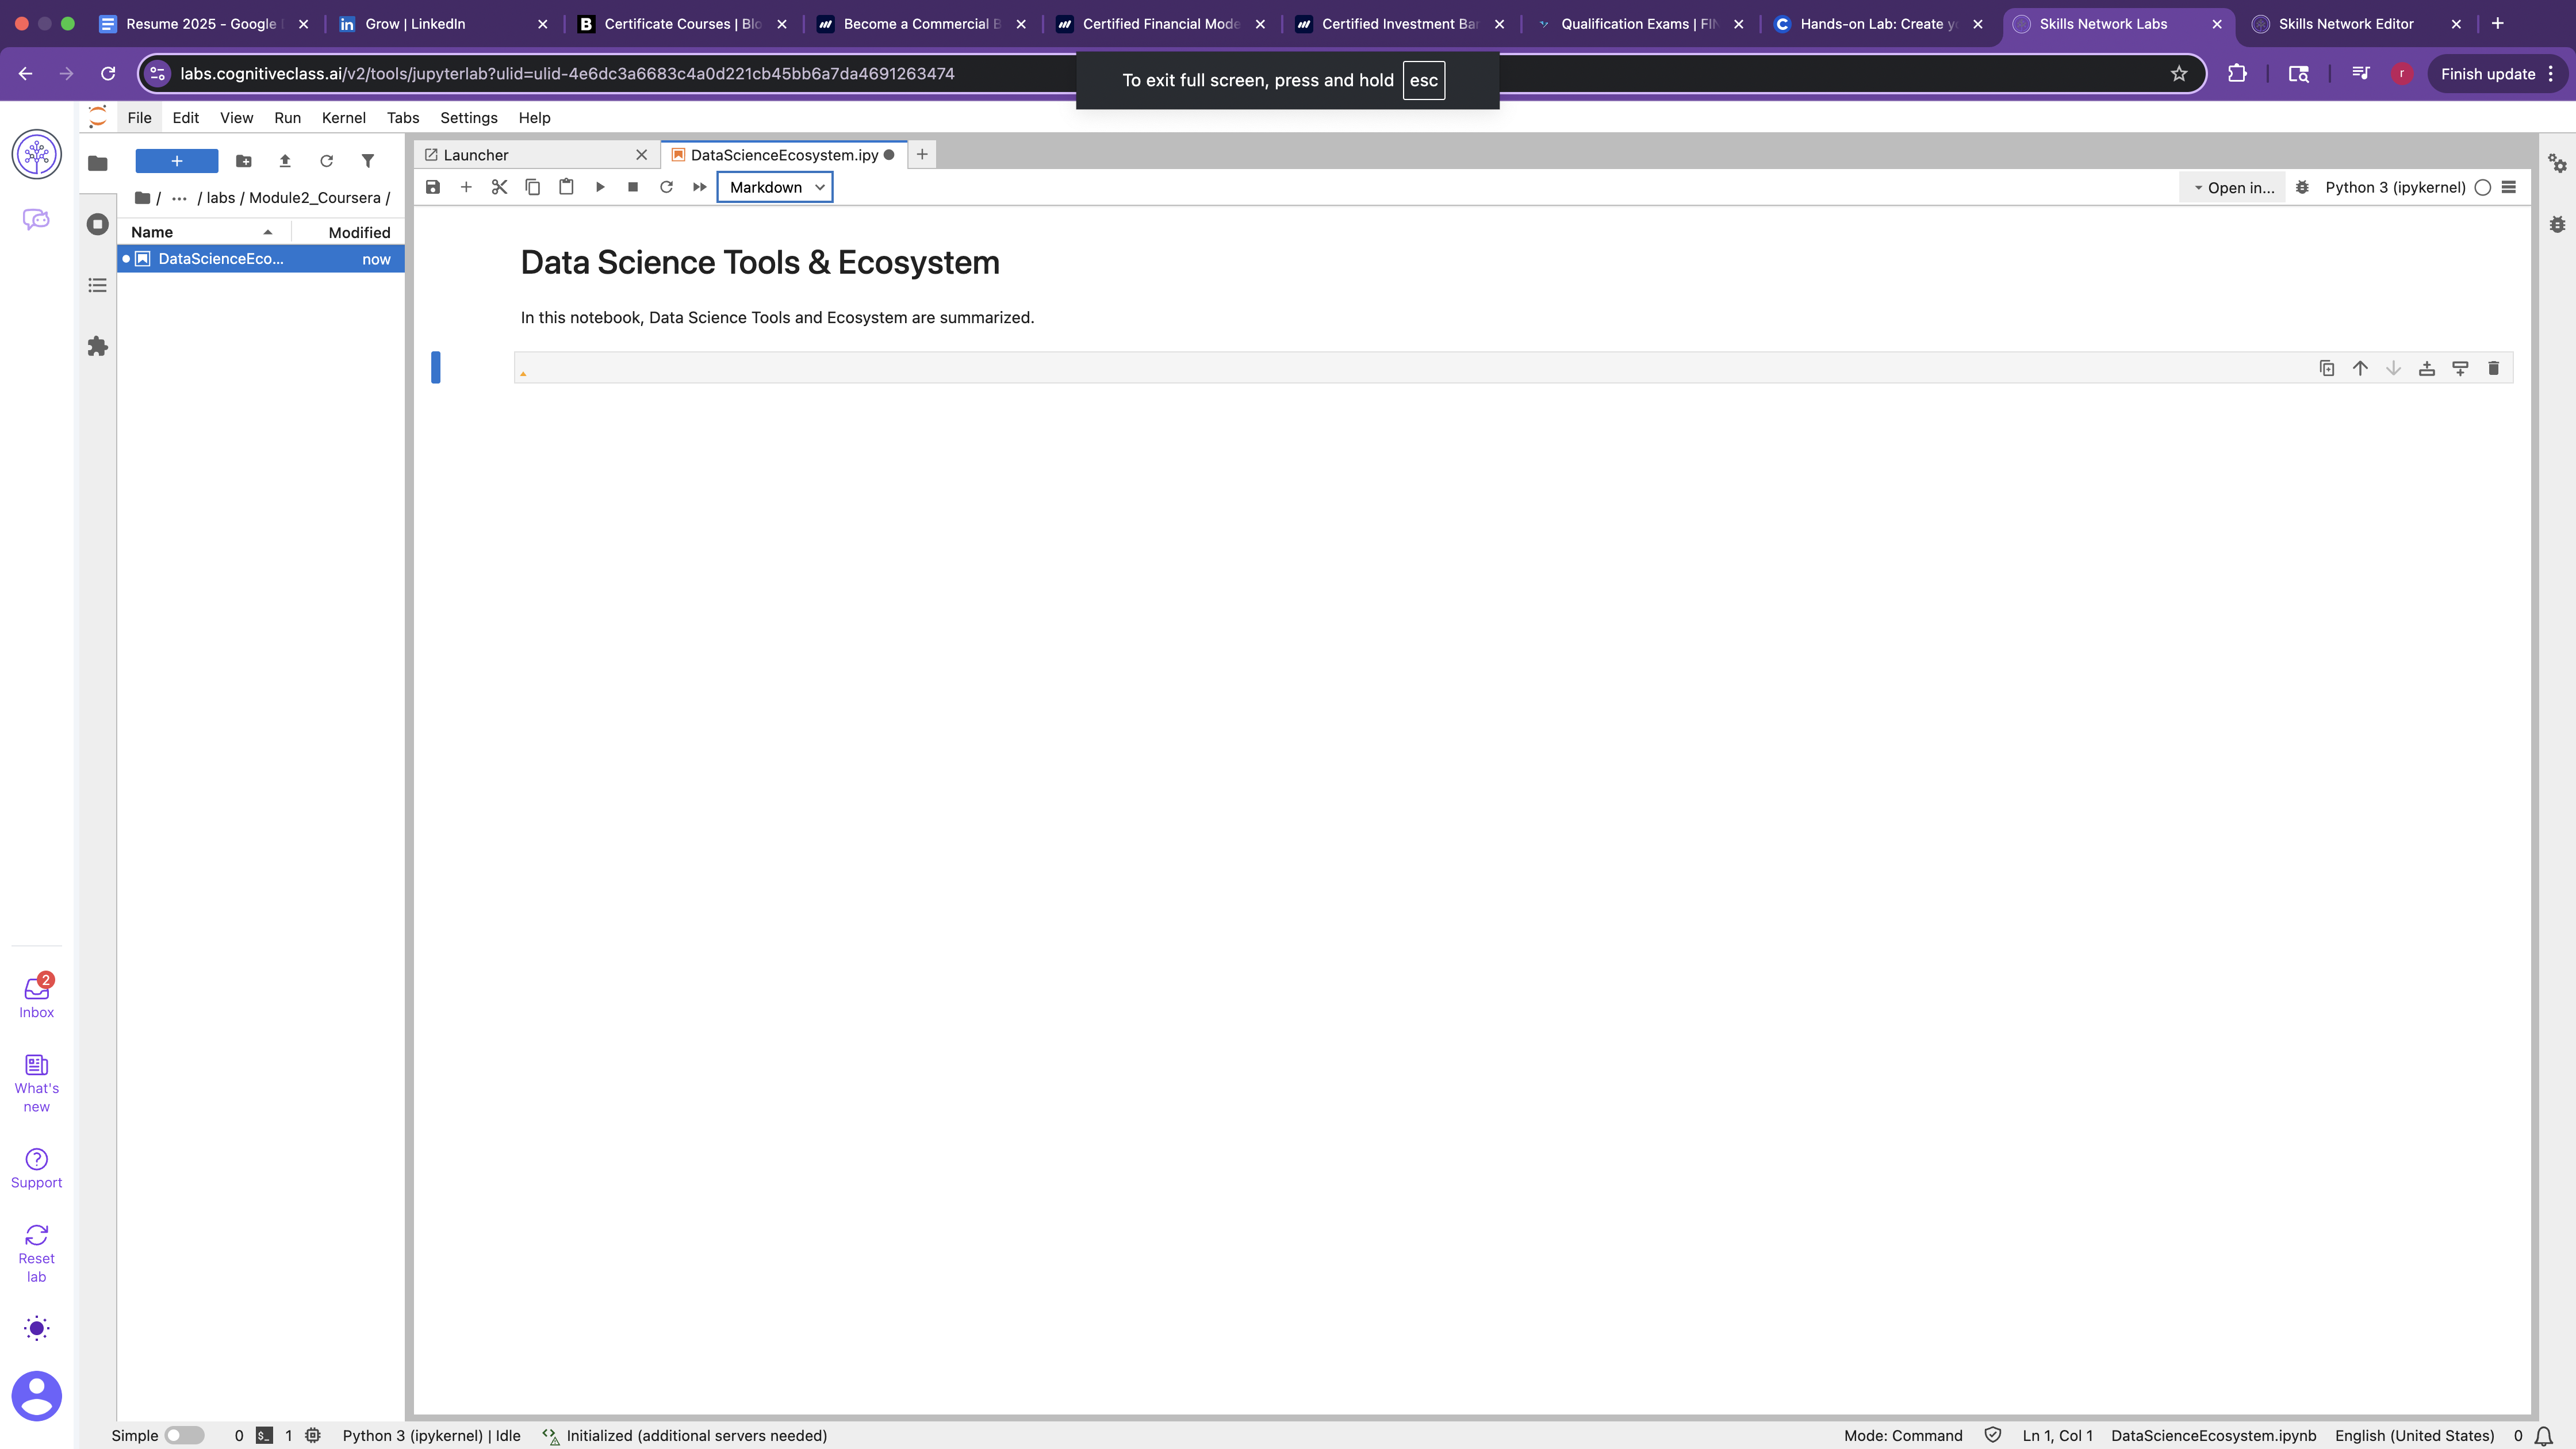 Resume 2025 - Google
Grow | LinkedIn
Certificate Courses | Blo
Become a Commercial B
Certified Financial Mode
Certified Investment Ba
Qualification Exams | FIN
Hands-on Lab: Create yo
Skills Network Labs
Skills Network Editor
labs.cognitiveclass.ai/v2/tools/jupyterlab?ulid=ulid-4e6dc3a6683c4a0d221cb45bb6a7da4691263474
To exit full screen, press and hold esc
r
Finish update
File Edit View Run Kernel Tabs Settings Help
Launcher
DataScienceEcosystem.ipy
/ ... / labs / Module2_Coursera /
Markdown
Open in...
Python 3 (ipykernel)
Name Modified
DataScienceEco... now
Data Science Tools & Ecosystem
In this notebook, Data Science Tools and Ecosystem are summarized.
2
Inbox
What's
new
Support
Reset
lab
Simple 0 $_ 1 Python 3 (ipykernel) | Idle Initialized (additional servers needed) Mode: Command Ln 1, Col 1 DataScienceEcosystem.ipynb English (United States) 0